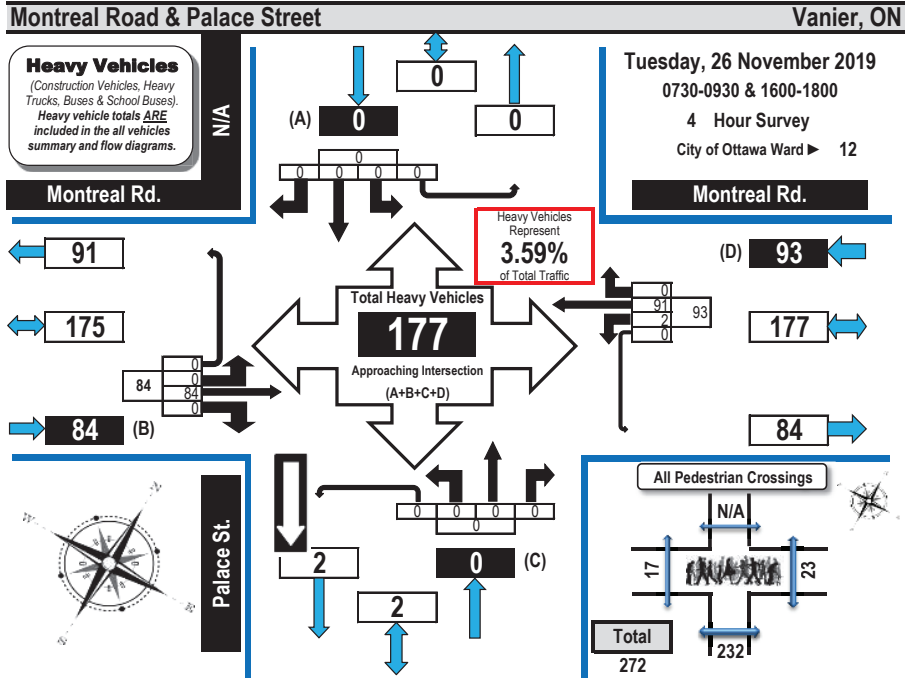 Montreal Road & Palace Street
Vanier, ON
Heavy Vehicles
(Construction Vehicles, Heavy
Trucks, Buses & School Buses).
Heavy vehicle totals ARE
included in the all vehicles
summary and flow diagrams.
N/A
Montreal Rd.
(A)
0
0
0
0
0
0
0
0
Tuesday, 26 November 2019
0730-0930 & 1600-1800
4 Hour Survey
City of Ottawa Ward ► 12
Montreal Rd.
Heavy Vehicles
Represent
3.59%
of Total Traffic
91
175
84
0
0
84
0
84
(B)
Total Heavy Vehicles
177
Approaching Intersection
(A+B+C+D)
(D)
93
0
91
2
0
93
177
84
N
E
S
W
Palace St.
2
2
0
(C)
0
0
0
0
0
All Pedestrian Crossings
N/A
17
23
232
Total
272